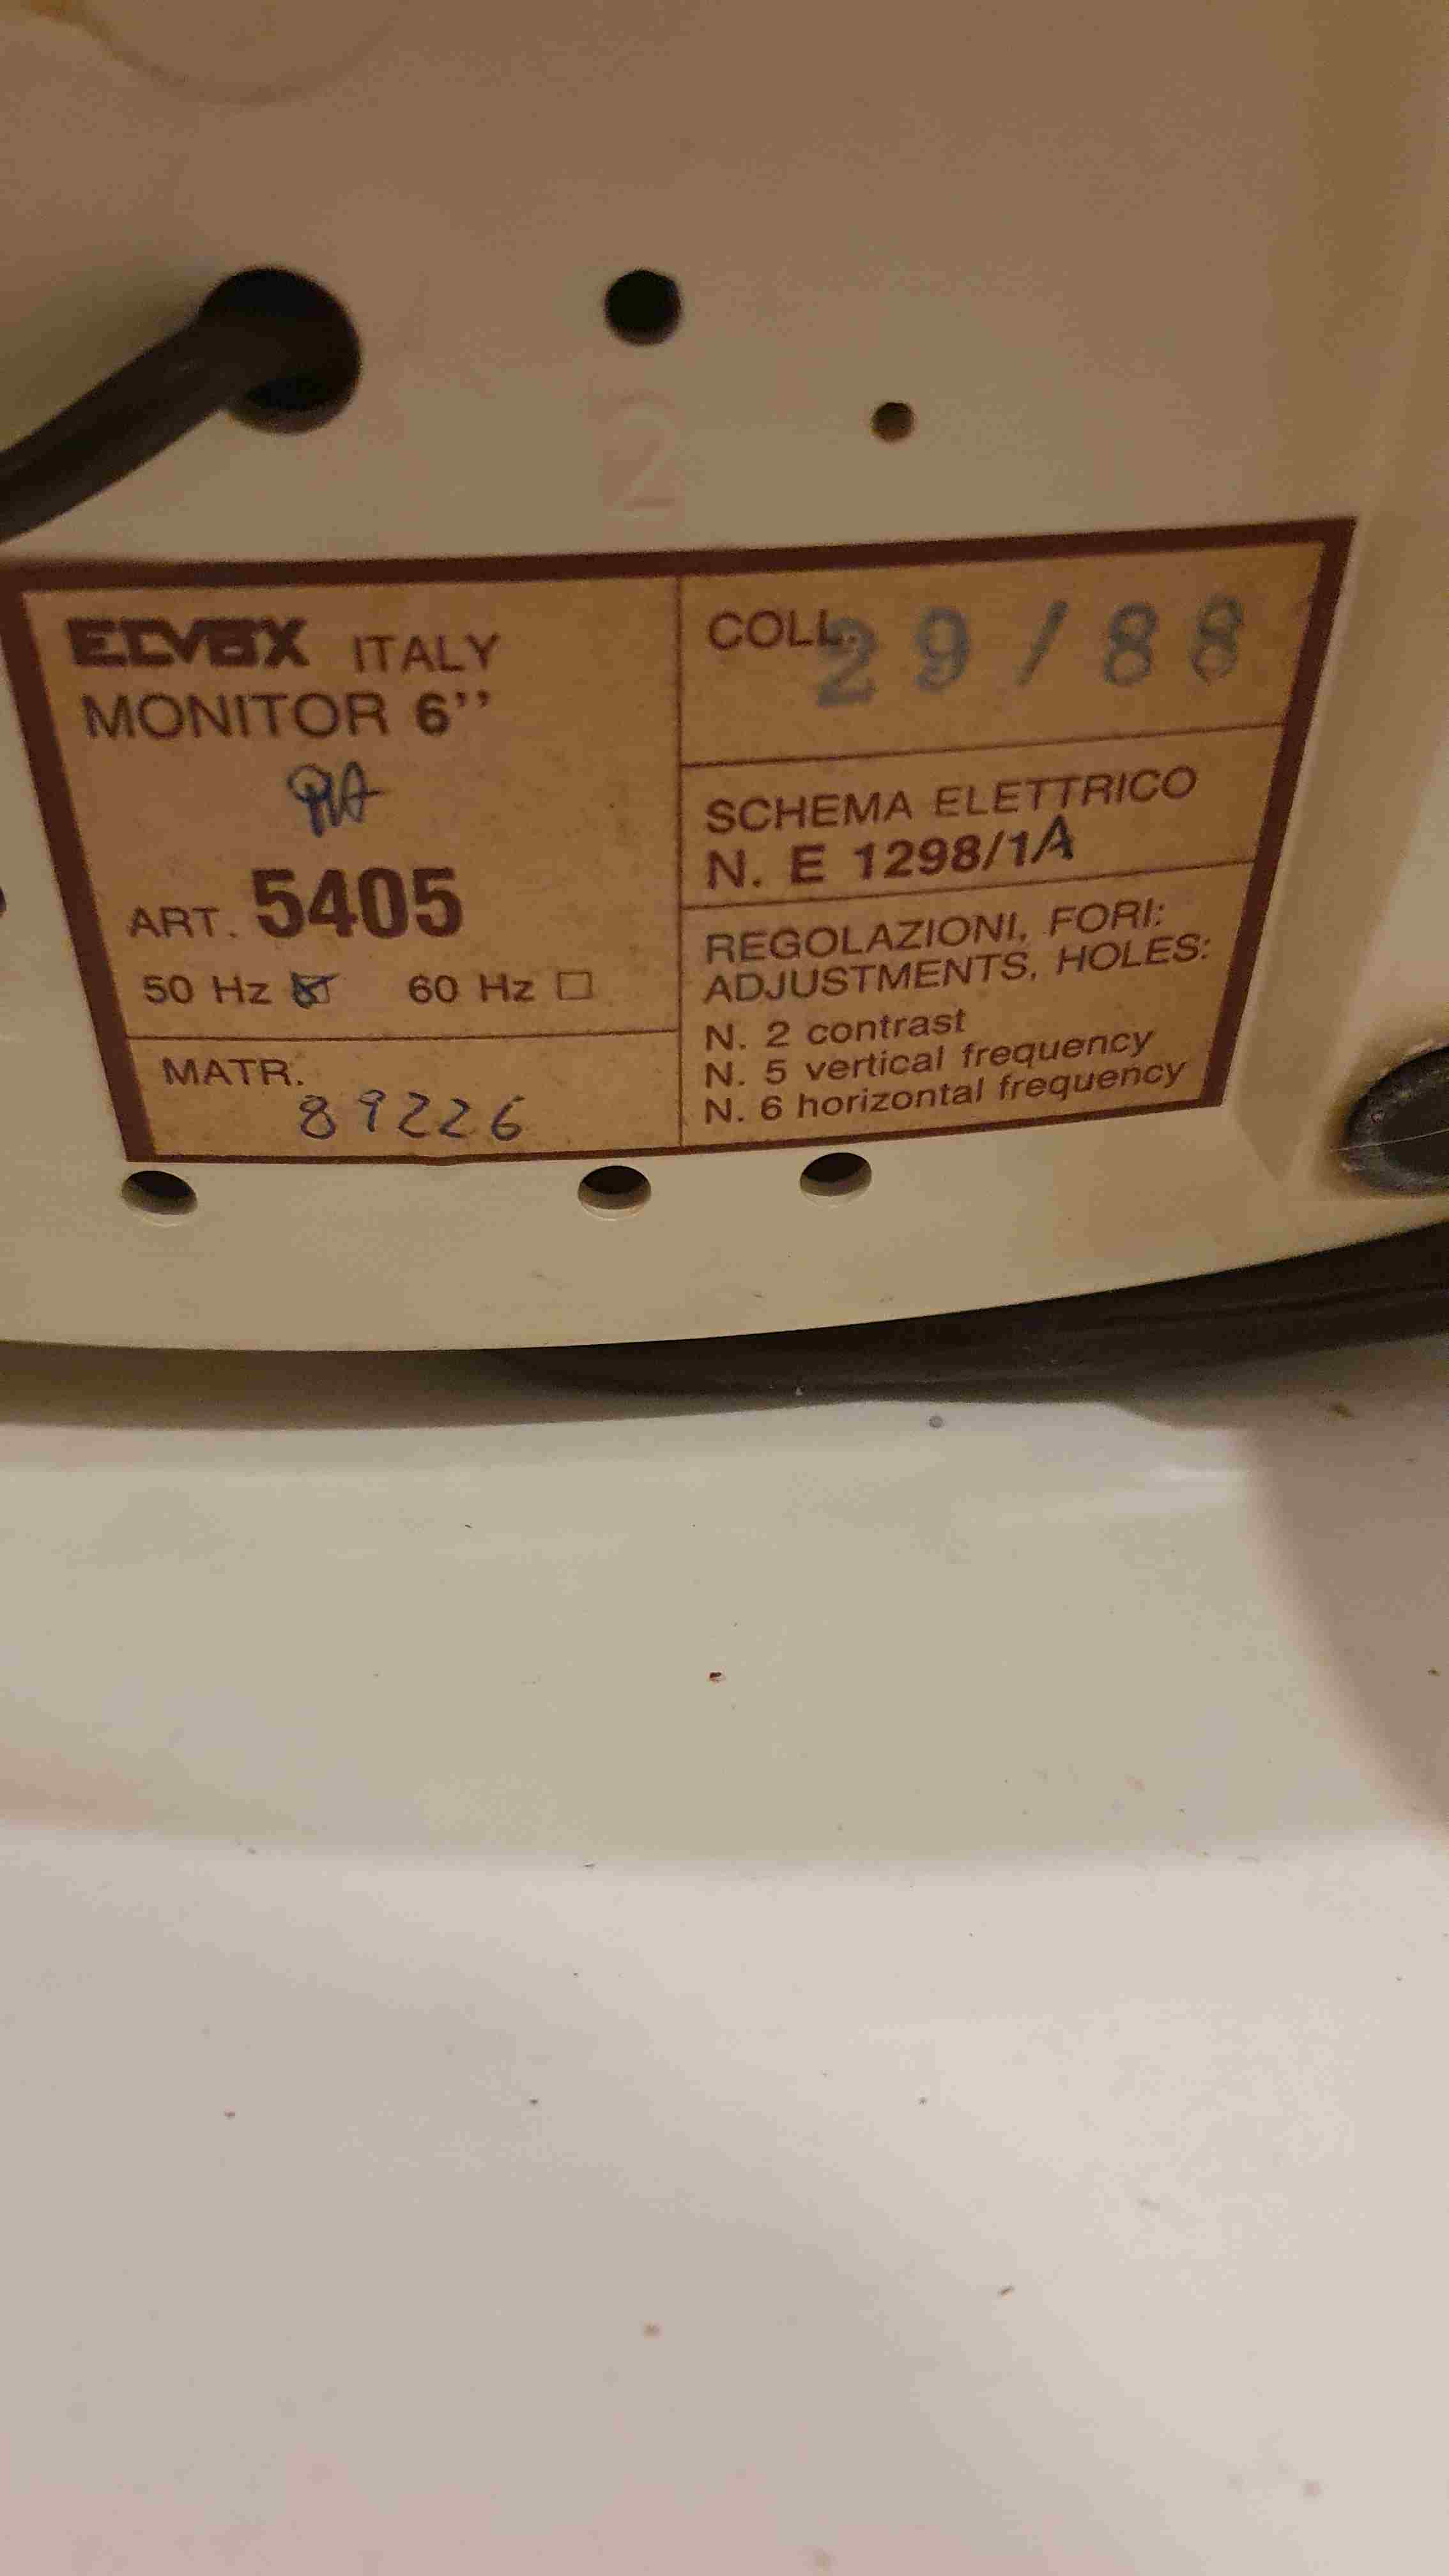 2
ELVOX ITALY
MONITOR 6’’
ART. 5405
50 Hz 60 Hz
MATR.
89226
COLL. 29/88
SCHEMA ELETTRICO
N. E 1298/1A
REGOLAZIONI, FORI:
ADJUSTMENTS, HOLES:
N. 2 contrast
N. 5 vertical frequency
N. 6 horizontal frequency